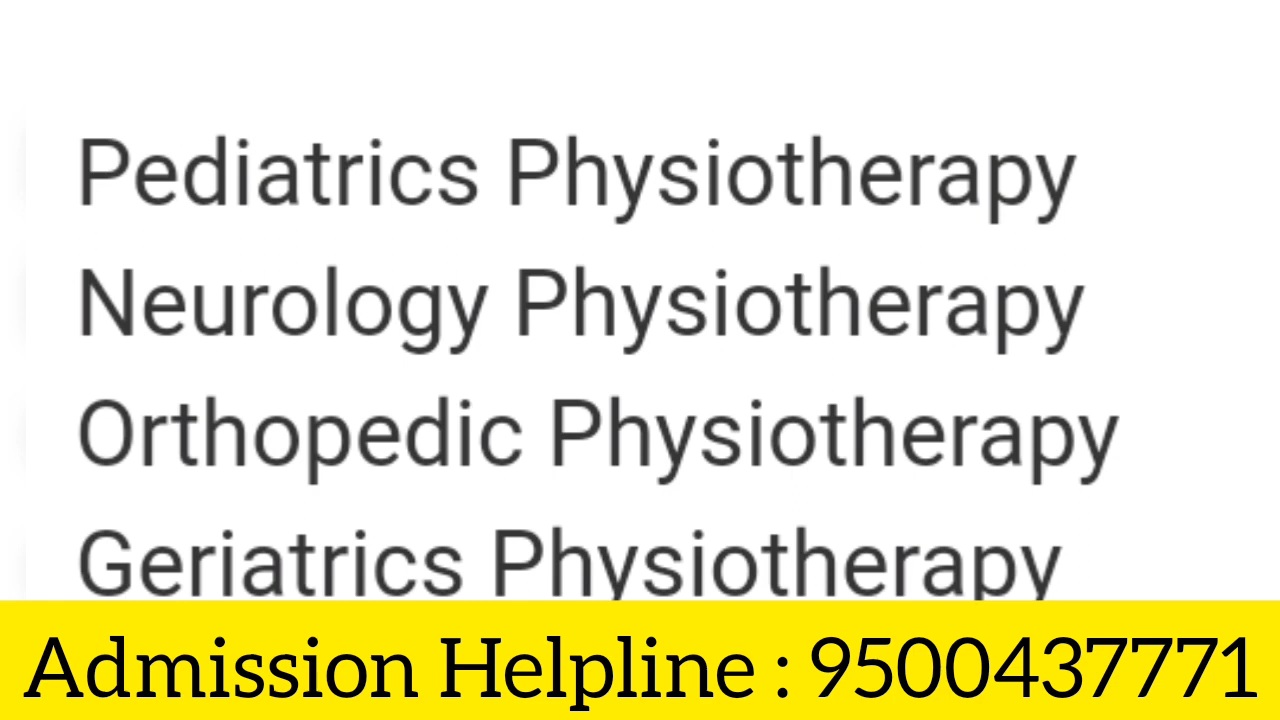 Pediatrics Physiotherapy
Neurology Physiotherapy
Orthopedic Physiotherapy
Geriatrics Physiotherapy
Admission Helpline : 9500437771